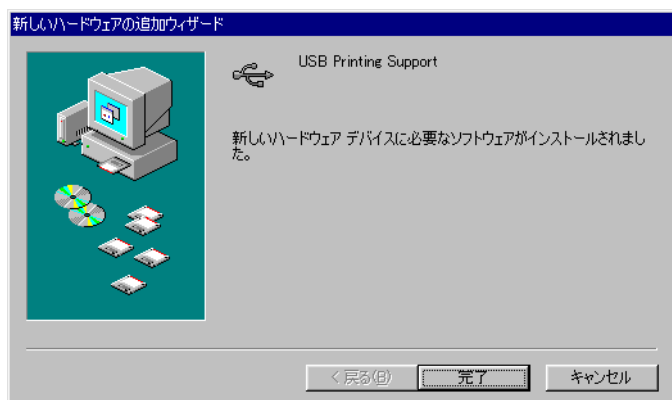 新しいハードウェアの追加ウィザード
USB Printing Support
新しいハードウェア デバイスに必要なソフトウェアがインストールされまし
た。
< 戻る(B)
完了
キャンセル